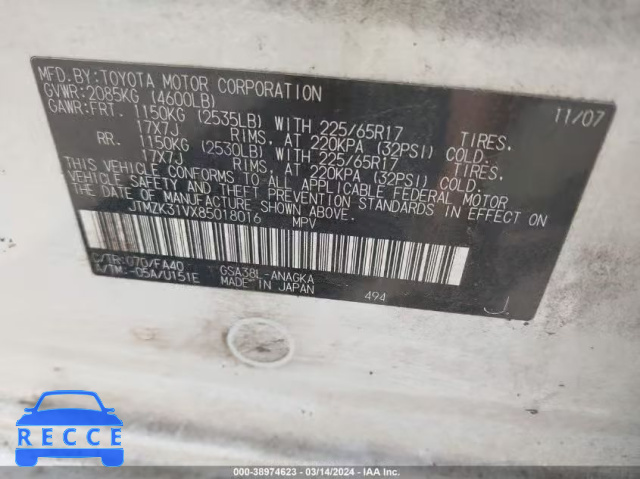 MFD.BY:TOYOTA MOTOR CORPORATION 11/07
GVWR:2085KG (4600LB)
GAWR:FRT. 1150KG (2535LB) WITH 225/65R17 TIRES.
17X7J RIMS, AT 220KPA (32PSI) COLD.
RR. 1150KG (2530LB) WITH 225/65R17 TIRES.
17X7J RIMS, AT 220KPA (32PSI) COLD.
THIS VEHICLE CONFORMS TO ALL APPLICABLE FEDERAL MOTOR
VEHICLE SAFETY AND THEFT PREVENTION STANDARDS IN EFFECT ON
THE DATE OF MANUFACTURE SHOWN ABOVE.
JTMZK31VX85018016 MPV
C/TR:070/FA40 GSA38L-ANAGKA
A/TM:-05A/U151E MADE IN JAPAN
494 J
RECCE
000-38974623 - 03/14/2024 - IAA Inc.